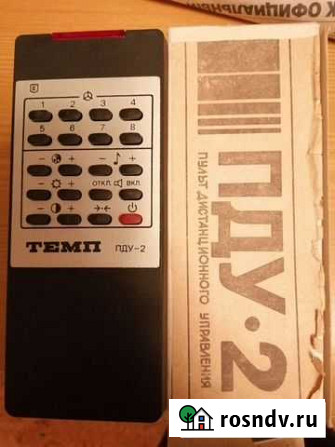 К ОФИЦИАЛЬНЫ
1 2 3 4
5 6 7 8
ОТКЛ. ВКЛ.
ТЕМП ПДУ-2
ПДУ·2
ПУЛЬТ ДИСТАНЦИОННОГО УПРАВЛЕНИЯ
rosndv.ru